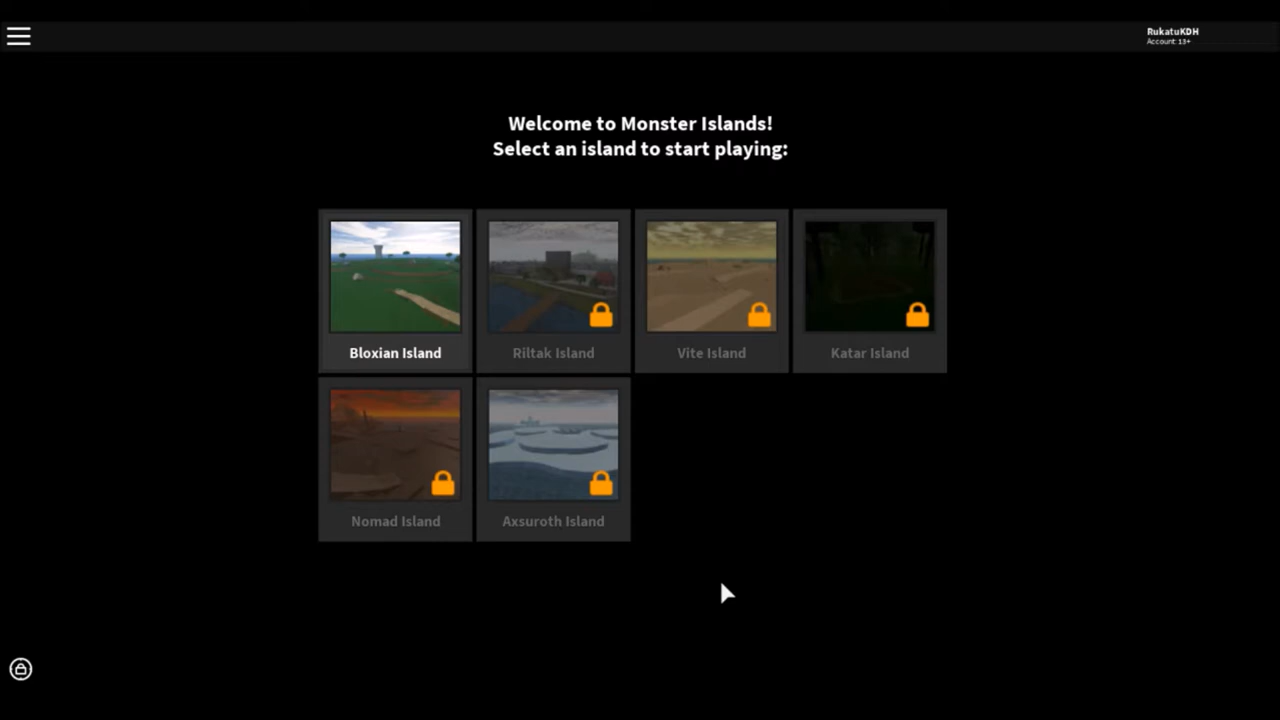 RukatuKDH
Account: 13+
Welcome to Monster Islands!
Select an island to start playing:
Bloxian Island
Riltak Island
Vite Island
Katar Island
Nomad Island
Axsuroth Island